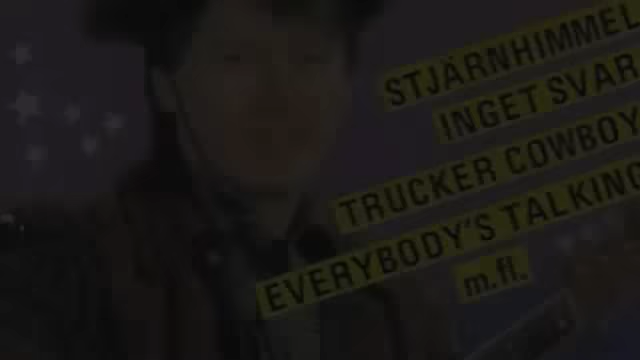 STJÄRNHIMMEL
INGET SVAR
TRUCKER COWBOY
EVERYBODY'S TALKING
m.fl.